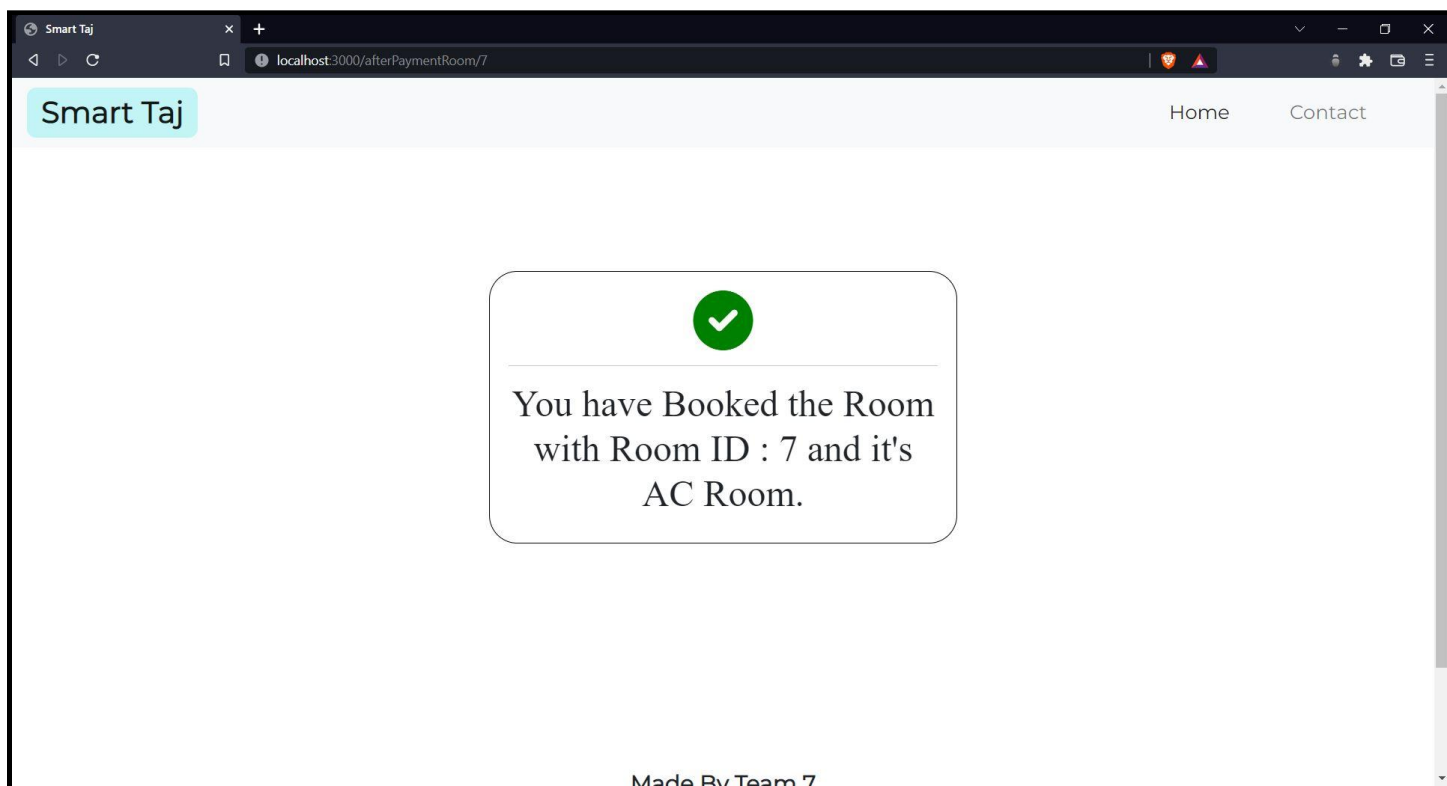 Smart Taj
localhost:3000/afterPaymentRoom/7
Smart Taj
Home
Contact
You have Booked the Room
with Room ID : 7 and it's
AC Room.
Made By Team 7